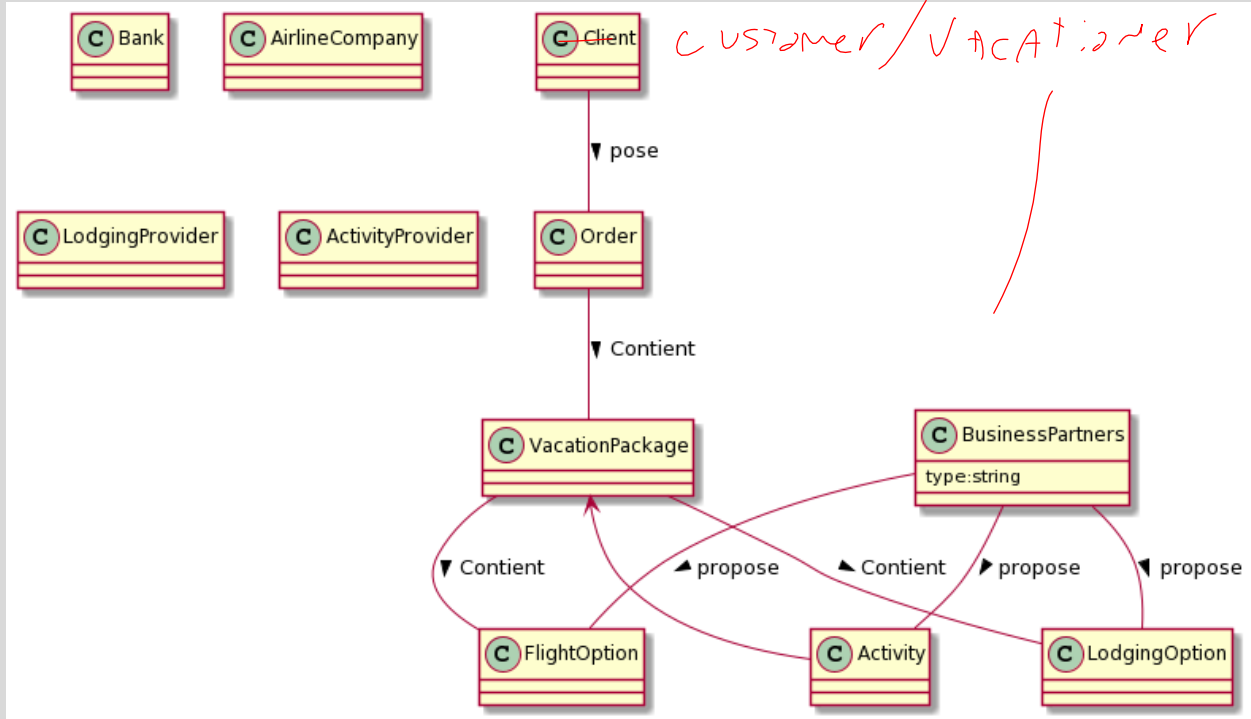 C Bank
C AirlineCompany
C Client
customer/VACAtioner
pose
C LodgingProvider
C ActivityProvider
C Order
Contient
C VacationPackage
C BusinessPartners
type:string
Contient
propose
Contient
propose
propose
C FlightOption
C Activity
C LodgingOption